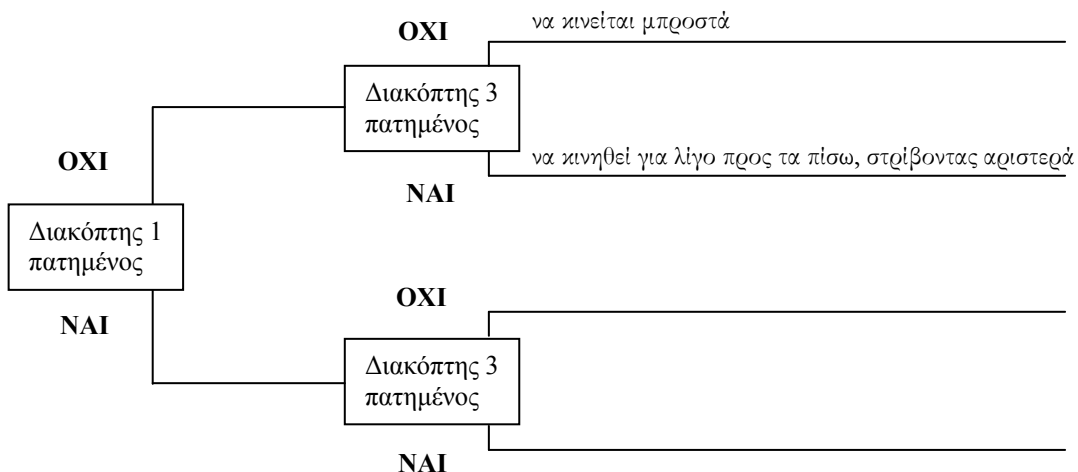 ΟΧΙ
να κινείται μπροστά
Διακόπτης 3
πατημένος
ΟΧΙ
να κινηθεί για λίγο προς τα πίσω, στρίβοντας αριστερά
ΝΑΙ
Διακόπτης 1
πατημένος
ΟΧΙ
ΝΑΙ
Διακόπτης 3
πατημένος
ΝΑΙ